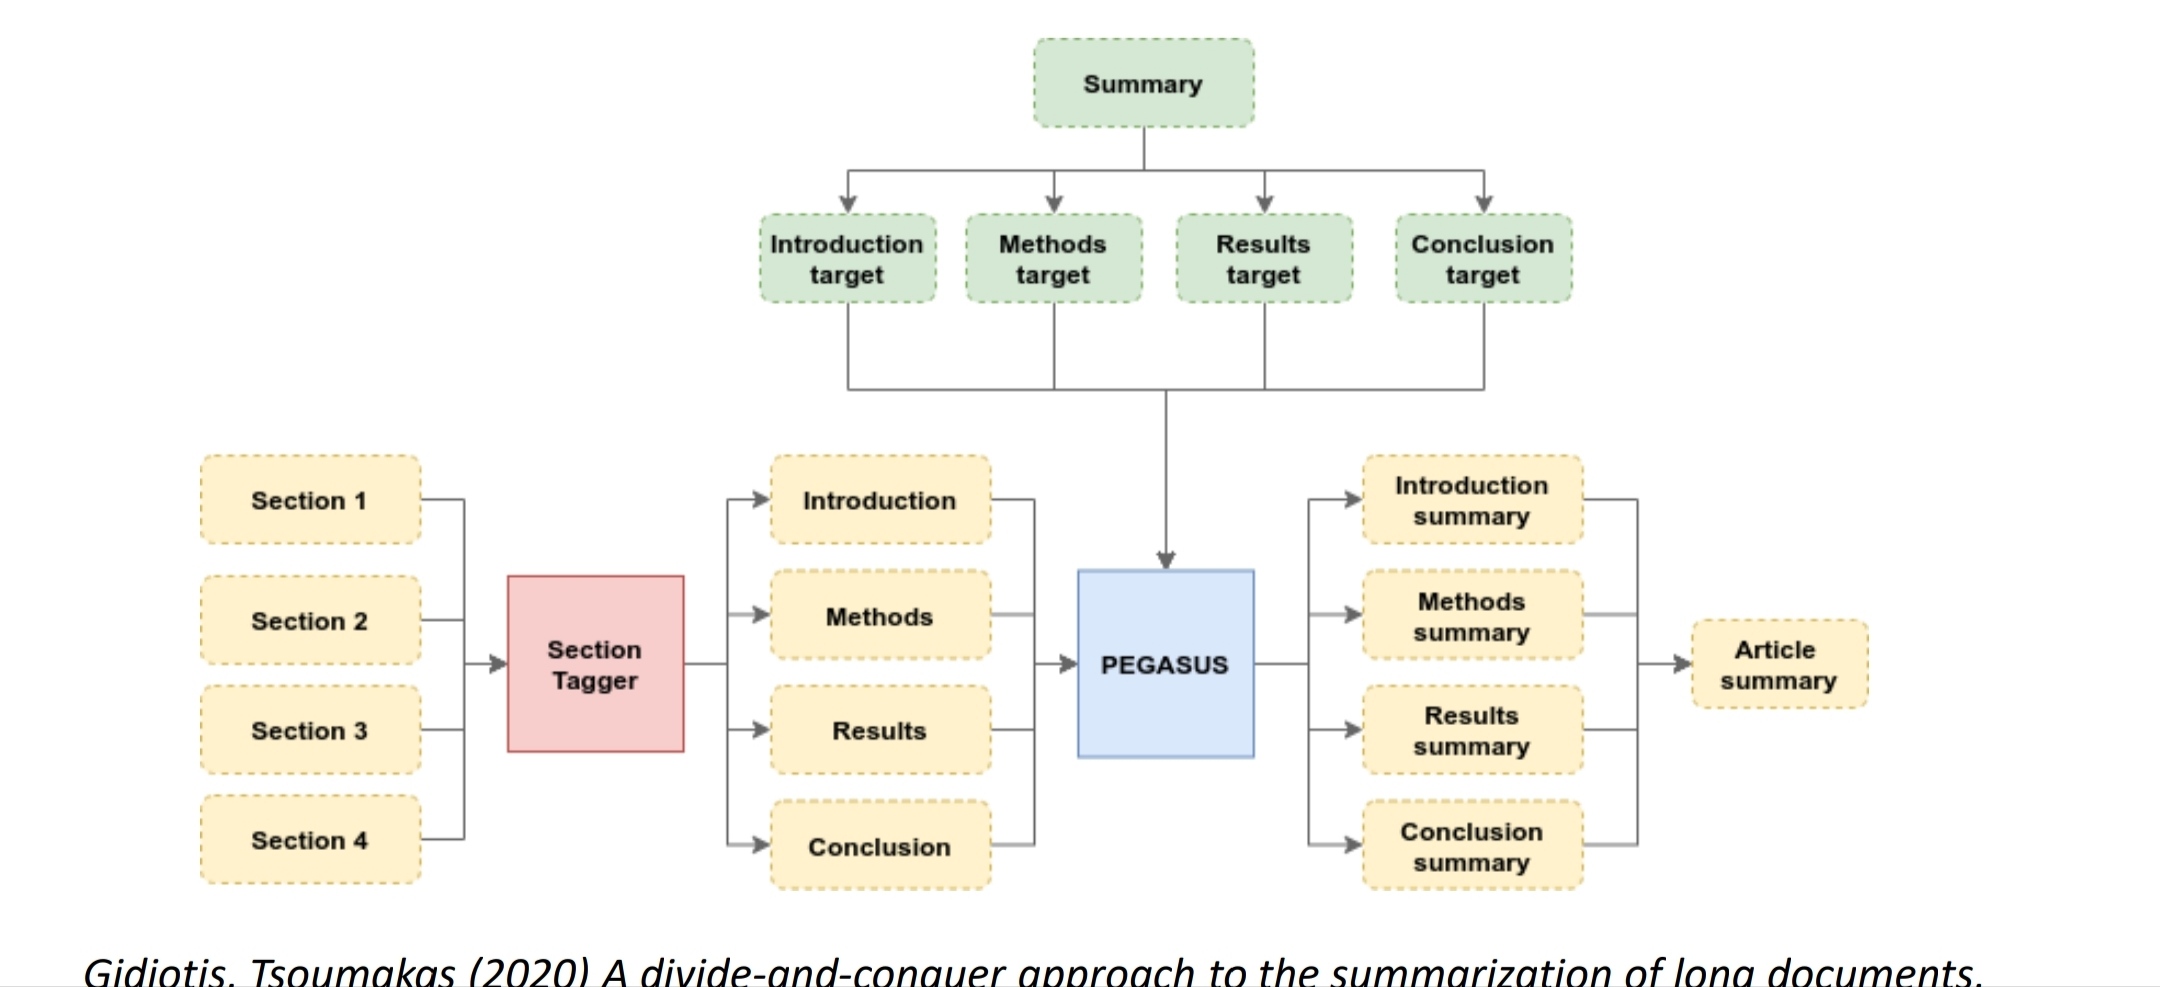 Summary
Introduction
target
Methods
target
Results
target
Conclusion
target
Section 1
Section 2
Section 3
Section 4
Section
Tagger
Introduction
Methods
Results
Conclusion
PEGASUS
Introduction
summary
Methods
summary
Results
summary
Conclusion
summary
Article
summary
Gidiotis, Tsoumakas (2020) A divide-and-conquer approach to the summarization of long documents.